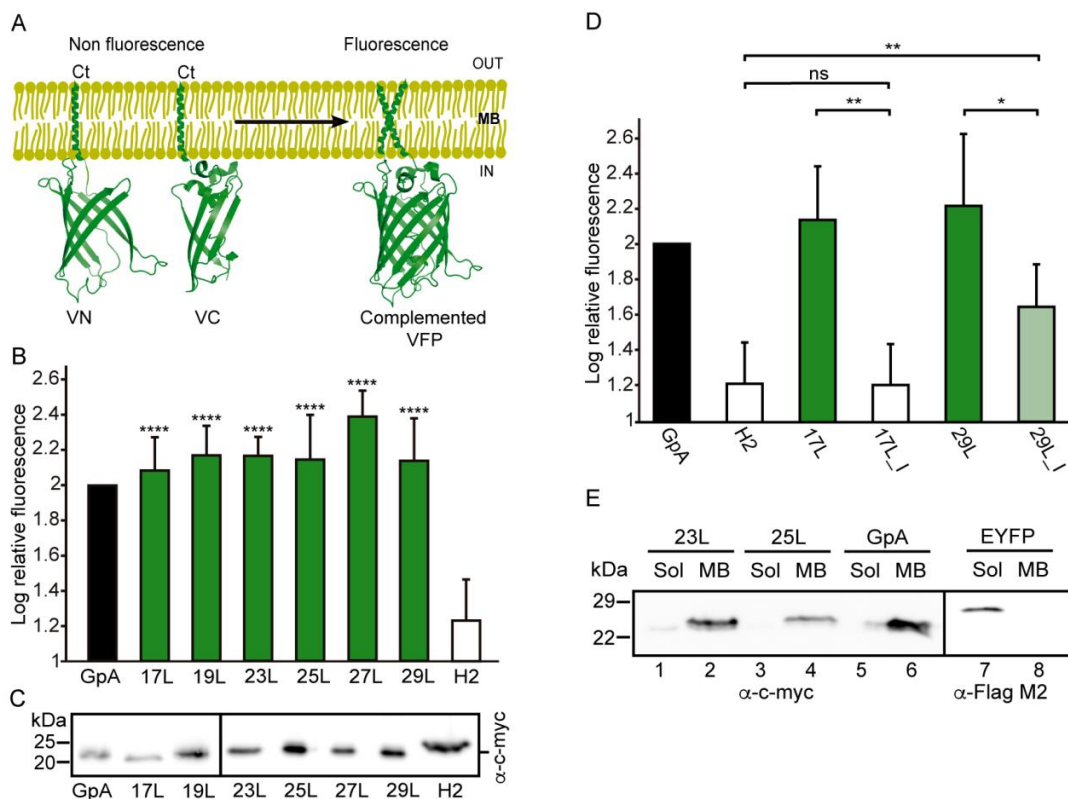 A
Non fluorescence Fluorescence
Ct Ct OUT
MB
IN
VN VC Complemented
VFP
B
Log relative fluorescence
2.6
2.4
2.2
2
1.8
1.6
1.4
1.2
1
**** **** **** **** **** ****
GpA 17L 19L 23L 25L 27L 29L H2
C
kDa
25
20
α-c-myc
GpA 17L 19L 23L 25L 27L 29L H2
D
**
ns
** *
Log relative fluorescence
2.6
2.4
2.2
2
1.8
1.6
1.4
1.2
1
GpA H2 17L 17L_I 29L 29L_I
E
23L 25L GpA EYFP
kDa Sol MB Sol MB Sol MB Sol MB
29
22
1 2 3 4 5 6 7 8
α-c-myc α-Flag M2